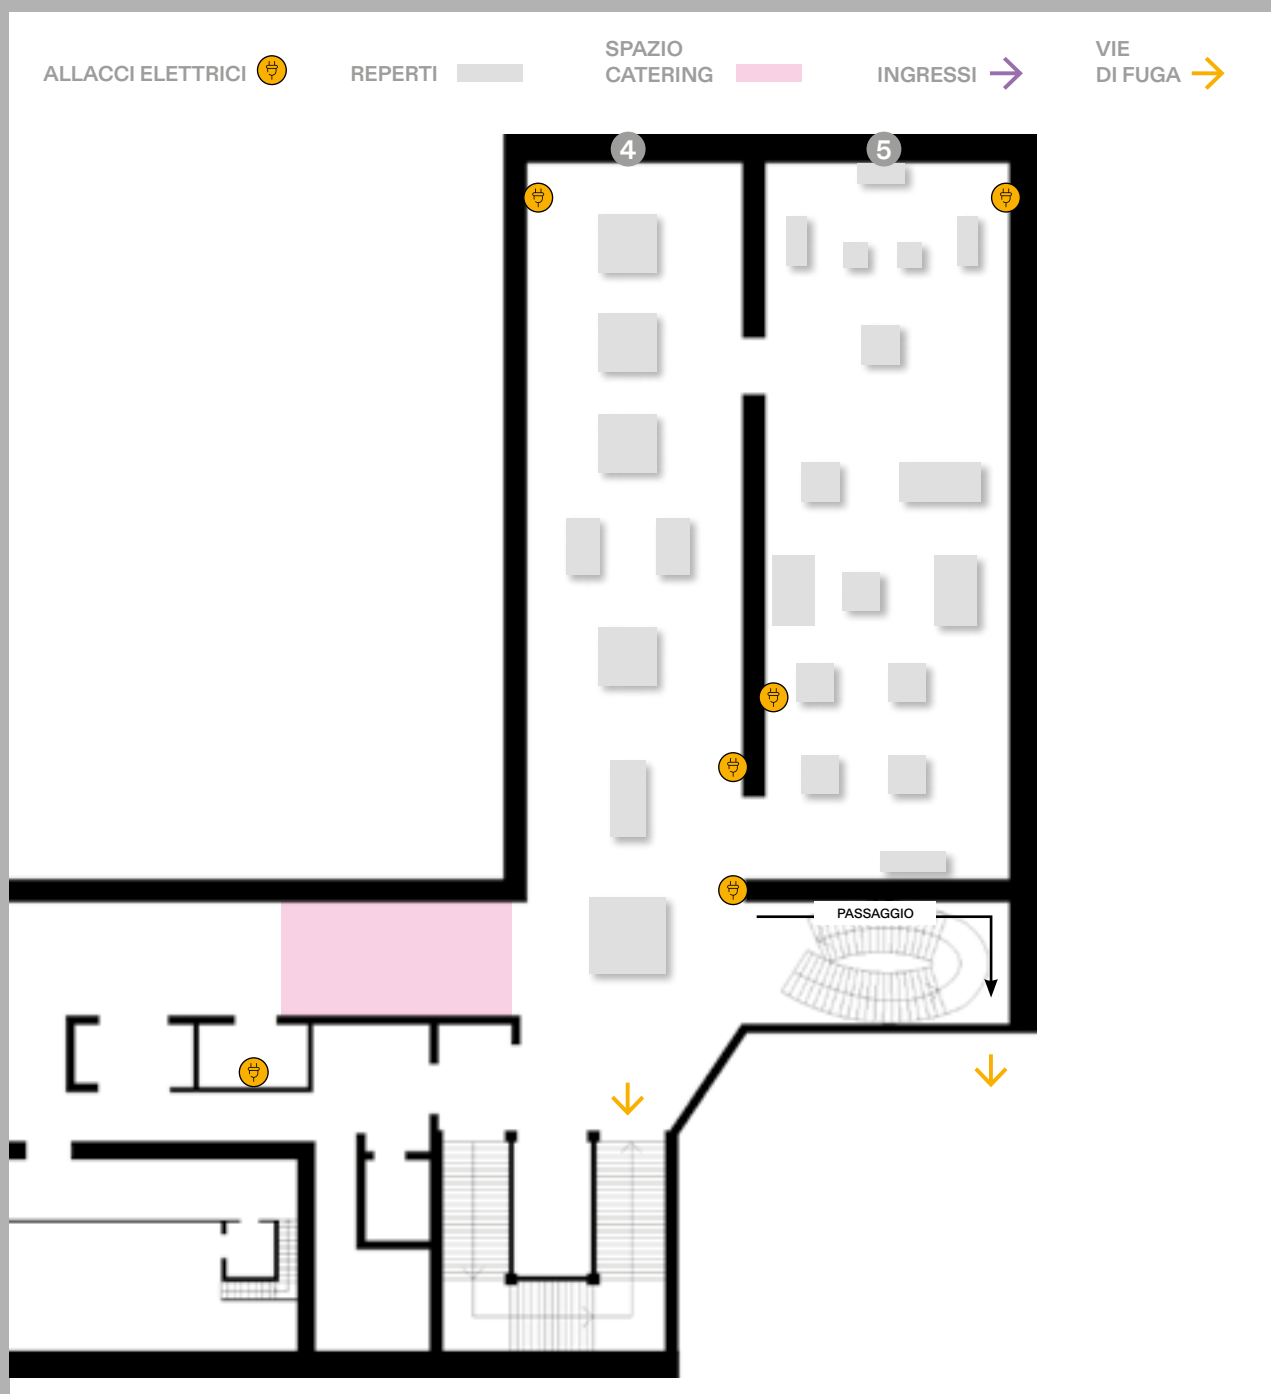 ALLACCI ELETTRICI
REPERTI
SPAZIO
CATERING
INGRESSI
VIE
DI FUGA
4
5
PASSAGGIO